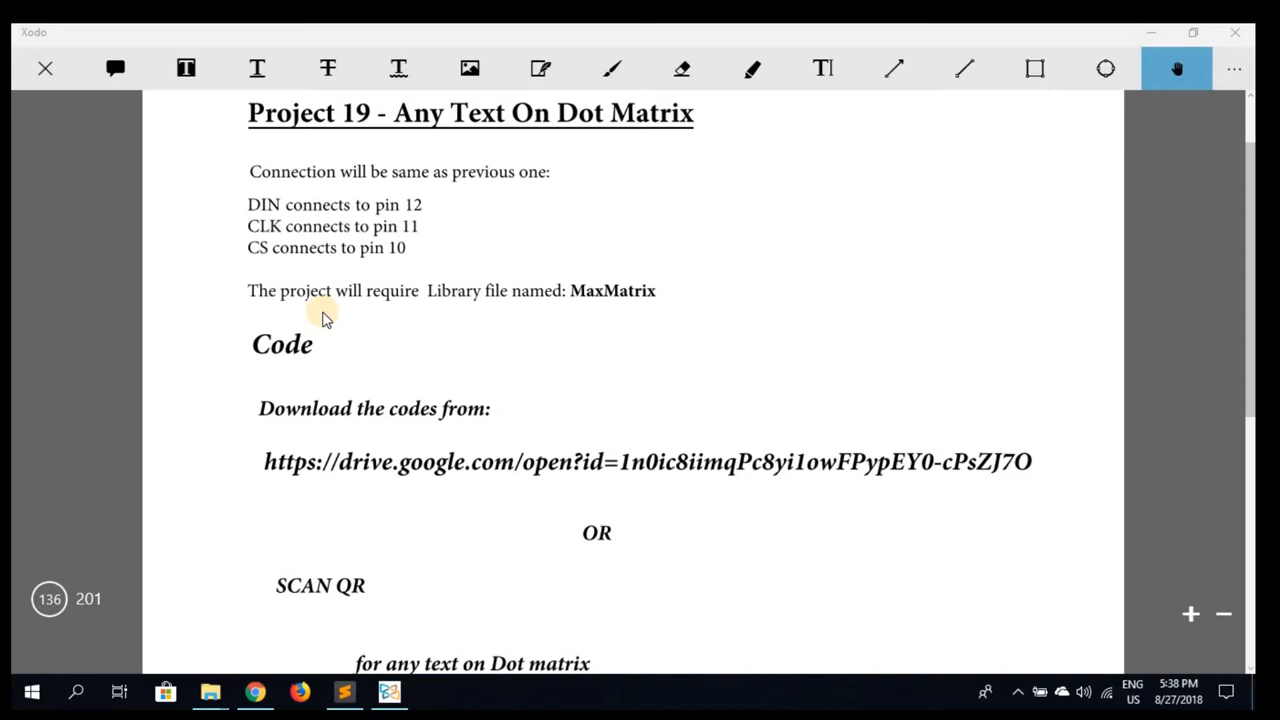 Xodo
T
T
T
T
TI
...
Project 19 - Any Text On Dot Matrix
Connection will be same as previous one:
DIN connects to pin 12
CLK connects to pin 11
CS connects to pin 10
The project will require Library file named: MaxMatrix
Code
Download the codes from:
https://drive.google.com/open?id=1n0ic8iimqPc8yi1owFPypEY0-cPsZJ7O
OR
SCAN QR
136 201
for any text on Dot matrix
ENG
US
5:38 PM
8/27/2018